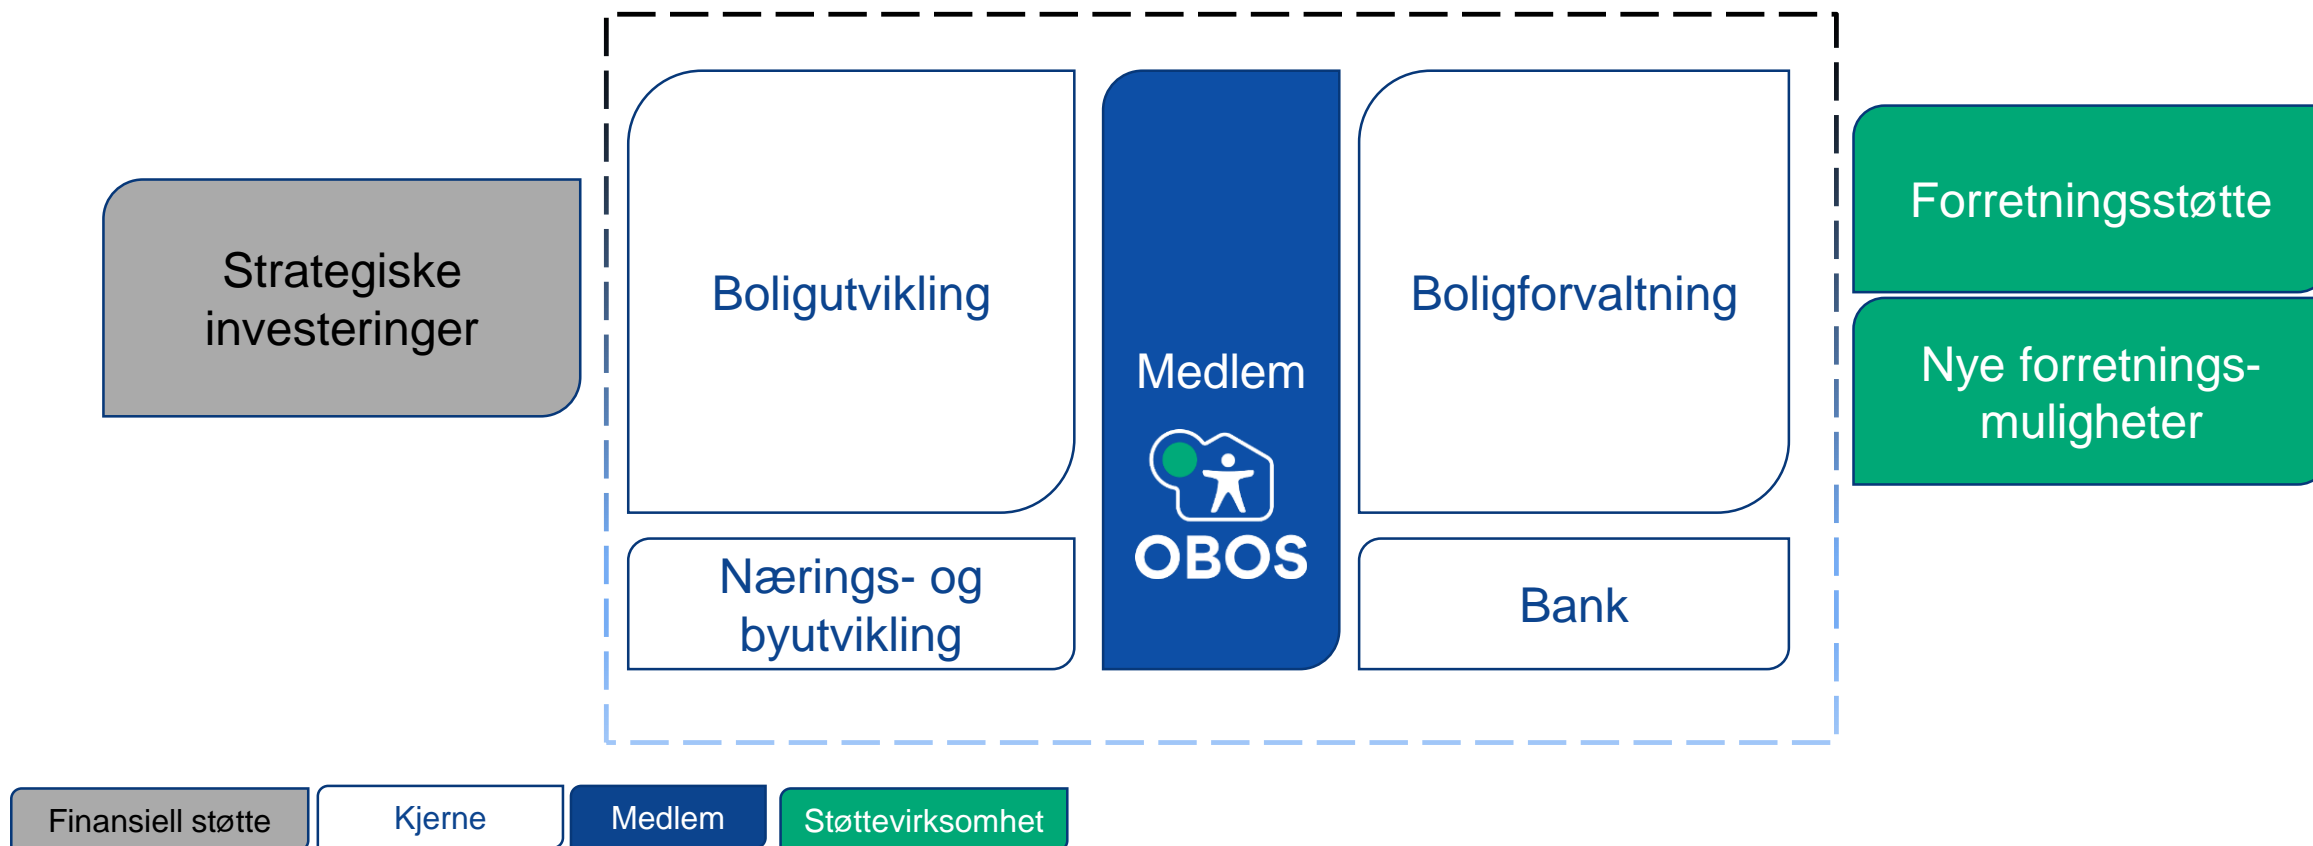 Strategiske
investeringer
Boligutvikling
Nærings- og
byutvikling
Medlem
OBOS
Boligforvaltning
Bank
Forretningsstøtte
Nye forretnings-
muligheter
Finansiell støtte
Kjerne
Medlem
Støttevirksomhet